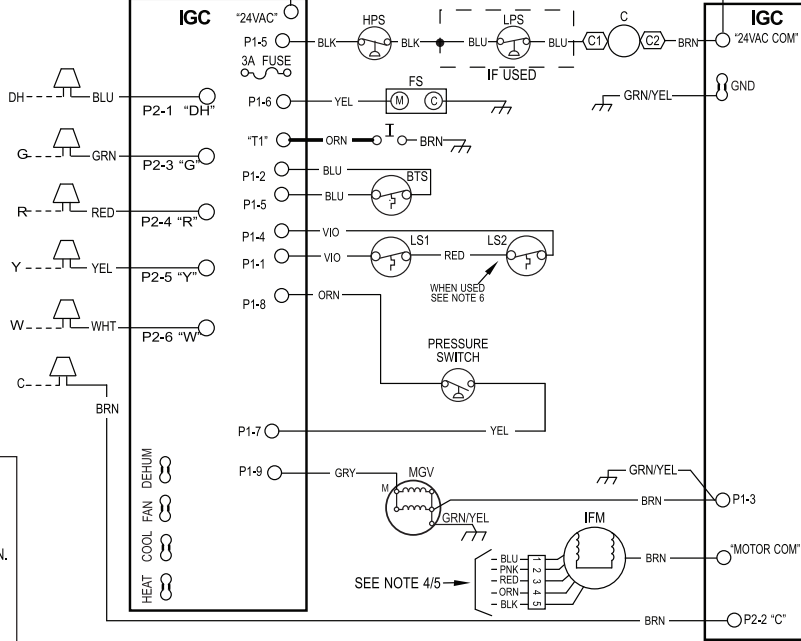 IGC
"24VAC"
P1-5
BLK
HPS
BLK
BLU
LPS
BLU
IF USED
C1
C
C2
BRN
IGC
"24VAC COM"
3A FUSE
GND
GRN/YEL
DH
BLU
P2-1 "DH"
P1-6
YEL
FS
M
C
G
GRN
P2-3 "G"
"T1"
ORN
BRN
P1-2
BLU
BTS
P1-5
BLU
R
RED
P2-4 "R"
P1-4
VIO
P1-1
VIO
LS1
RED
LS2
WHEN USED
SEE NOTE 6
Y
YEL
P2-5 "Y"
P1-8
ORN
W
WHT
P2-6 "W"
PRESSURE
SWITCH
C
BRN
P1-7
YEL
P1-9
GRY
MGV
M
GRN/YEL
GRN/YEL
BRN
P1-3
DEHUM
FAN
COOL
HEAT
N.
SEE NOTE 4/5
BLU
PNK
RED
ORN
BLK
1
2
3
4
5
IFM
BRN
"MOTOR COM"
BRN
P2-2 "C"